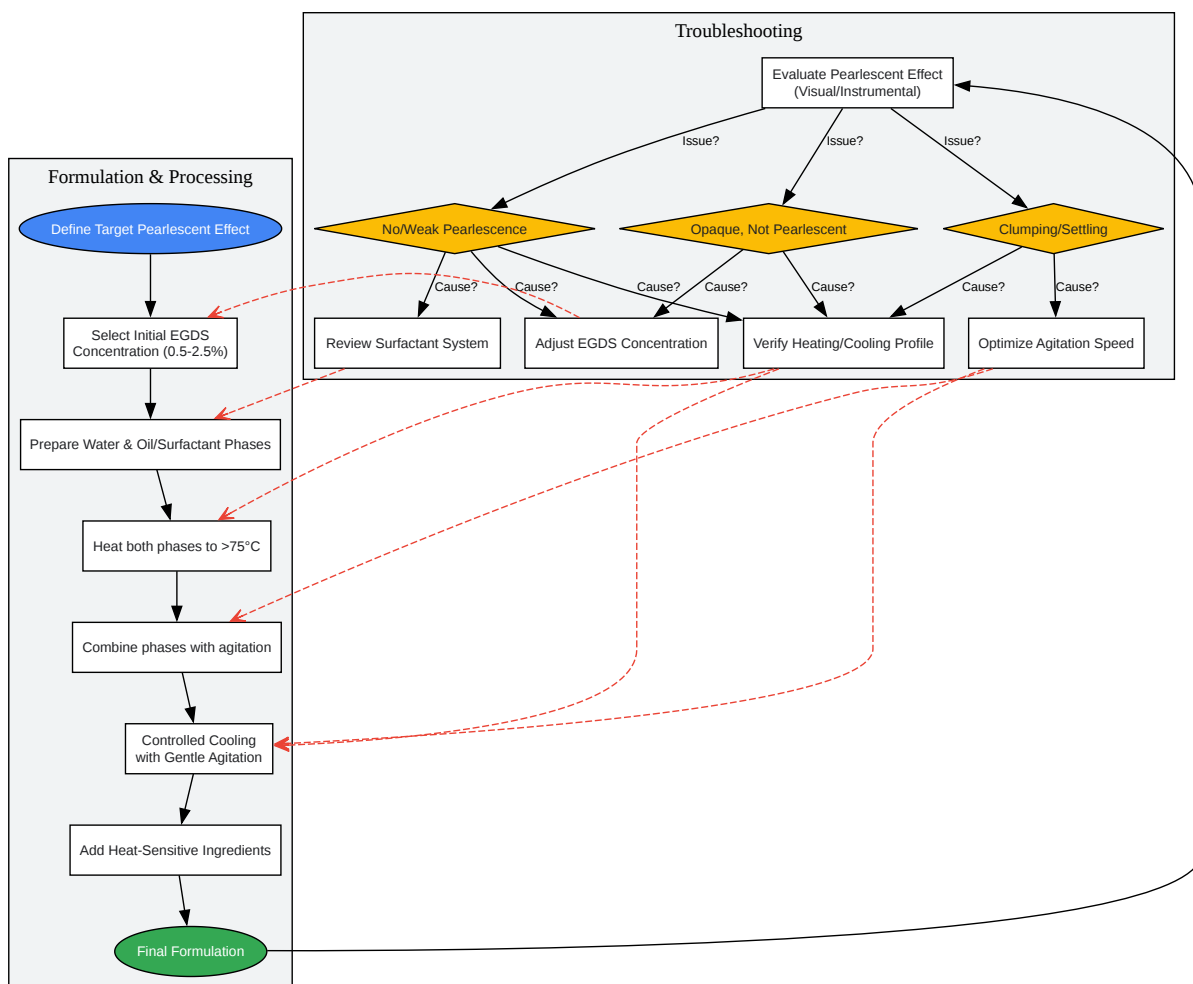 Troubleshooting
Evaluate Pearlescent Effect
(Visual/Instrumental)
Issue?
Issue?
Issue?
No/Weak Pearlescence
Opaque, Not Pearlescent
Clumping/Settling
Cause?
Cause?
Cause?
Cause?
Cause?
Cause?
Cause?
Review Surfactant System
Adjust EGDS Concentration
Verify Heating/Cooling Profile
Optimize Agitation Speed
Formulation & Processing
Define Target Pearlescent Effect
Select Initial EGDS
Concentration (0.5-2.5%)
Prepare Water & Oil/Surfactant Phases
Heat both phases to >75°C
Combine phases with agitation
Controlled Cooling
with Gentle Agitation
Add Heat-Sensitive Ingredients
Final Formulation